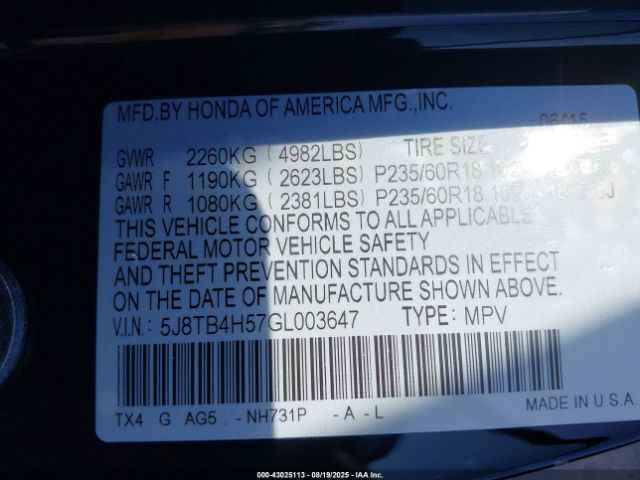 MFD.BY HONDA OF AMERICA MFG.,INC. 06/15
GVWR 2260KG (4982LBS) TIRE SIZE
GAWR F 1190KG (2623LBS) P235/60R18
GAWR R 1080KG (2381LBS) P235/60R18
THIS VEHICLE CONFORMS TO ALL APPLICABLE
FEDERAL MOTOR VEHICLE SAFETY
AND THEFT PREVENTION STANDARDS IN EFFECT
ON THE DATE OF MANUFACTURE SHOWN ABOVE.
V.I.N.: 5J8TB4H57GL003647 TYPE: MPV
TX4 G AG5 - NH731P - A - L MADE IN U.S.A.
000-43025113 - 08/19/2025 - IAA Inc.